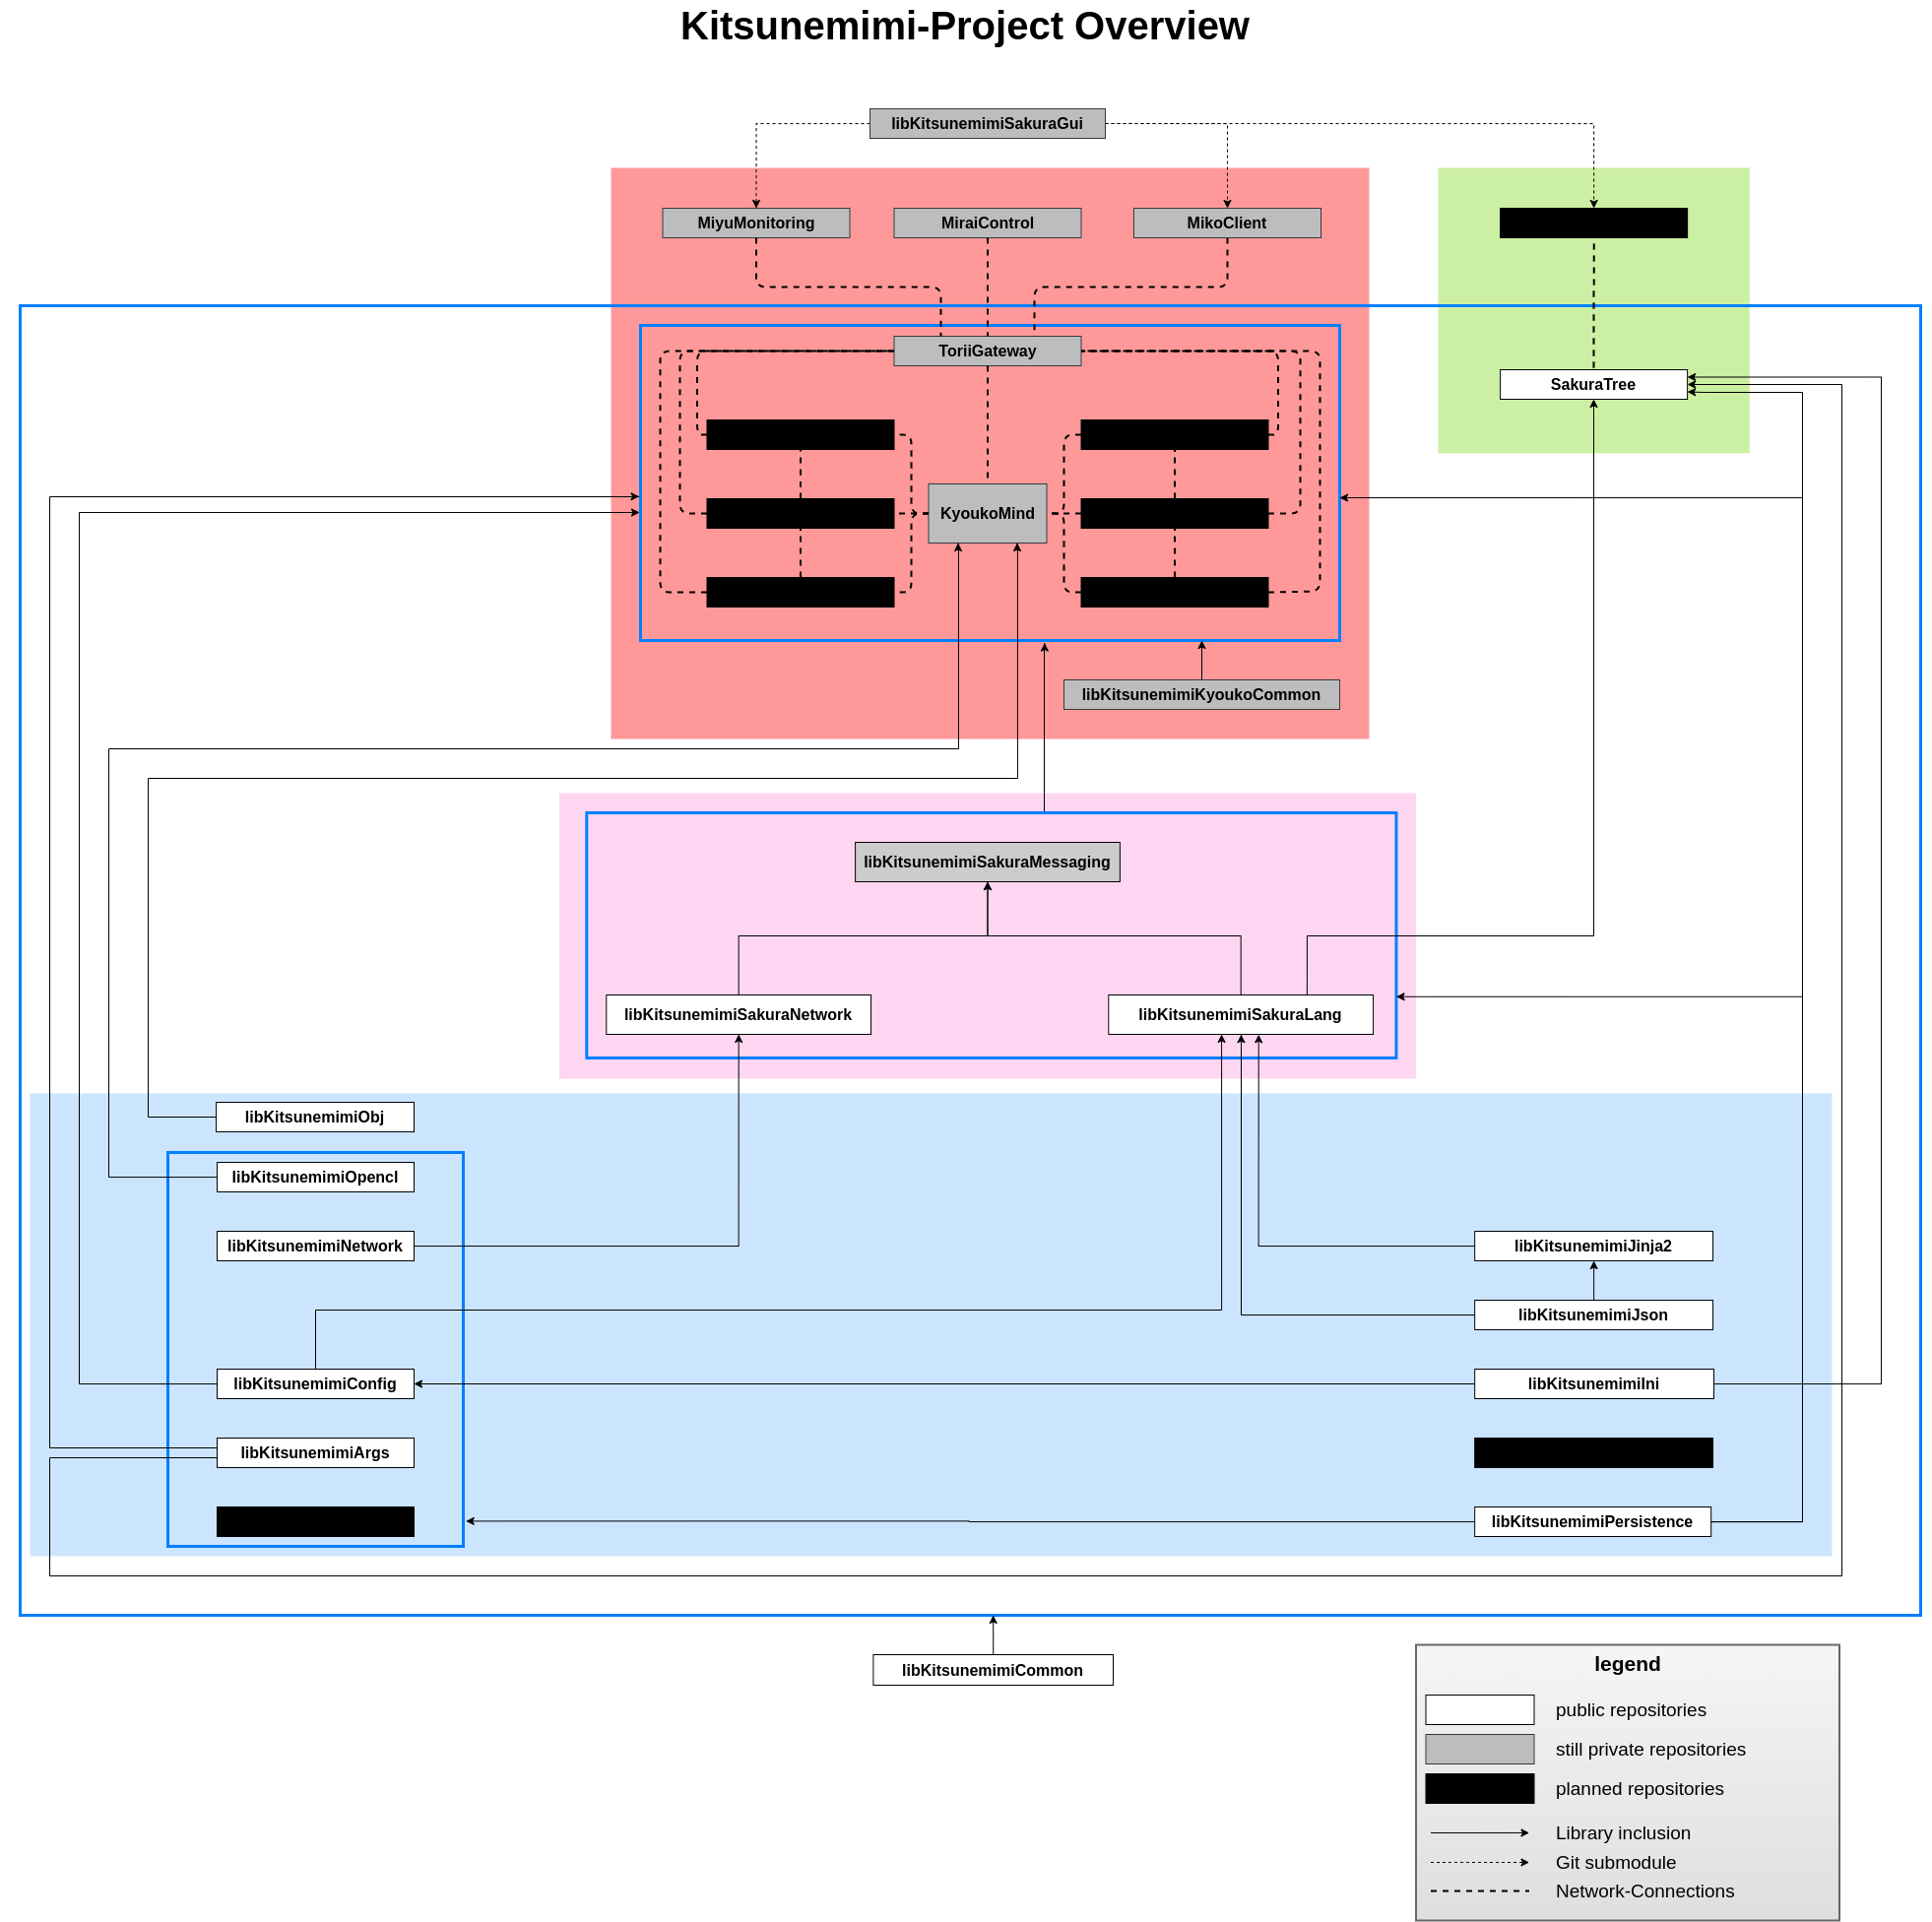 Kitsunemimi-Project Overview
libKitsunemimiSakuraGui
MiyuMonitoring
MiraiControl
MikoClient
ToriiGateway
SakuraTree
KyoukoMind
libKitsunemimiKyoukoCommon
libKitsunemimiSakuraMessaging
libKitsunemimiSakuraNetwork
libKitsunemimiSakuraLang
libKitsunemimiObj
libKitsunemimiOpencl
libKitsunemimiNetwork
libKitsunemimiJinja2
libKitsunemimiJson
libKitsunemimiConfig
libKitsunemimiIni
libKitsunemimiArgs
libKitsunemimiPersistence
libKitsunemimiCommon
legend
public repositories
still private repositories
planned repositories
Library inclusion
Git submodule
Network-Connections